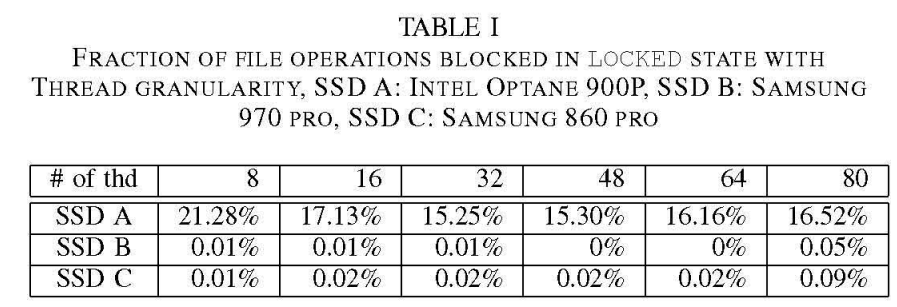 TABLE I
FRACTION OF FILE OPERATIONS BLOCKED IN LOCKED STATE WITH
THREAD GRANULARITY, SSD A: INTEL OPTANE 900P, SSD B: SAMSUNG
970 PRO, SSD C: SAMSUNG 860 PRO
# of thd 8 16 32 48 64 80
SSD A 21.28% 17.13% 15.25% 15.30% 16.16% 16.52%
SSD B 0.01% 0.01% 0.01% 0% 0% 0.05%
SSD C 0.01% 0.02% 0.02% 0.02% 0.02% 0.09%